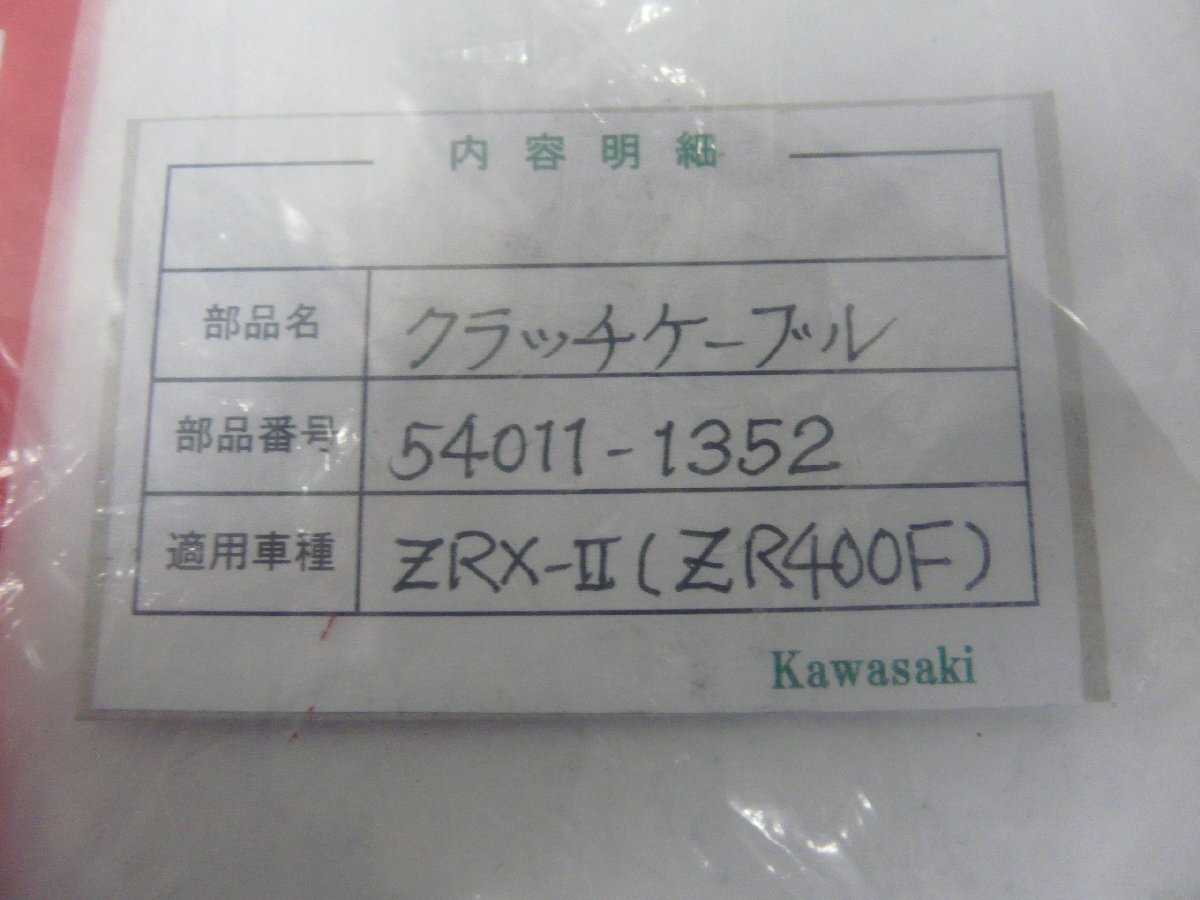 内容明細
部品名 クラッチケーブル
部品番号 54011-1352
適用車種 ZRX-II(ZR400F)
Kawasaki